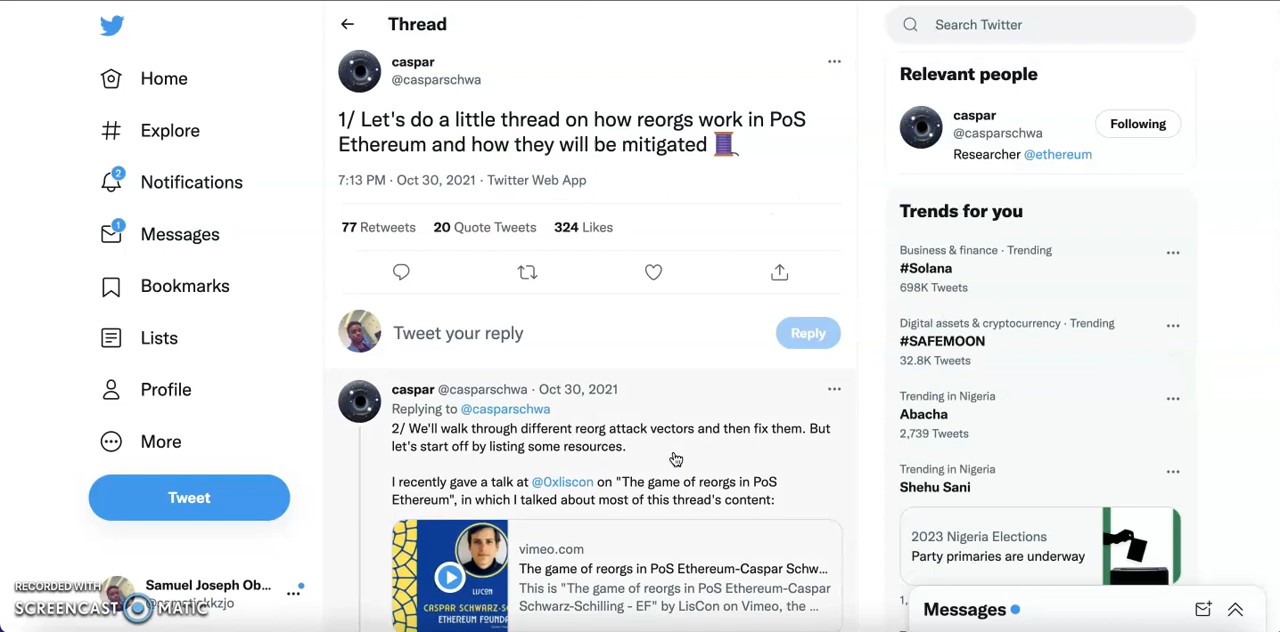 Thread
Search Twitter
Home
Explore
2
Notifications
1
Messages
Bookmarks
Lists
Profile
More
Tweet
Samuel Joseph Ob...
RECORDED WITH
SCREENCAST MATIC
caspar
@casparschwa
1/ Let's do a little thread on how reorgs work in PoS
Ethereum and how they will be mitigated
7:13 PM · Oct 30, 2021 · Twitter Web App
77 Retweets 20 Quote Tweets 324 Likes
Tweet your reply
Reply
caspar @casparschwa · Oct 30, 2021
Replying to @casparschwa
2/ We'll walk through different reorg attack vectors and then fix them. But
let's start off by listing some resources.
I recently gave a talk at @0xliscon on "The game of reorgs in PoS
Ethereum", in which I talked about most of this thread's content:
LISCON
CASPAR SCHWARZ-S
ETHEREUM FOUND
vimeo.com
The game of reorgs in PoS Ethereum-Caspar Schw...
This is "The game of reorgs in PoS Ethereum-Caspar
Schwarz-Schilling - EF" by LisCon on Vimeo, the ...
Relevant people
caspar
@casparschwa
Following
Researcher @ethereum
Trends for you
Business & finance · Trending
#Solana
698K Tweets
Digital assets & cryptocurrency · Trending
#SAFEMOON
32.8K Tweets
Trending in Nigeria
Abacha
2,739 Tweets
Trending in Nigeria
Shehu Sani
2023 Nigeria Elections
Party primaries are underway
Messages